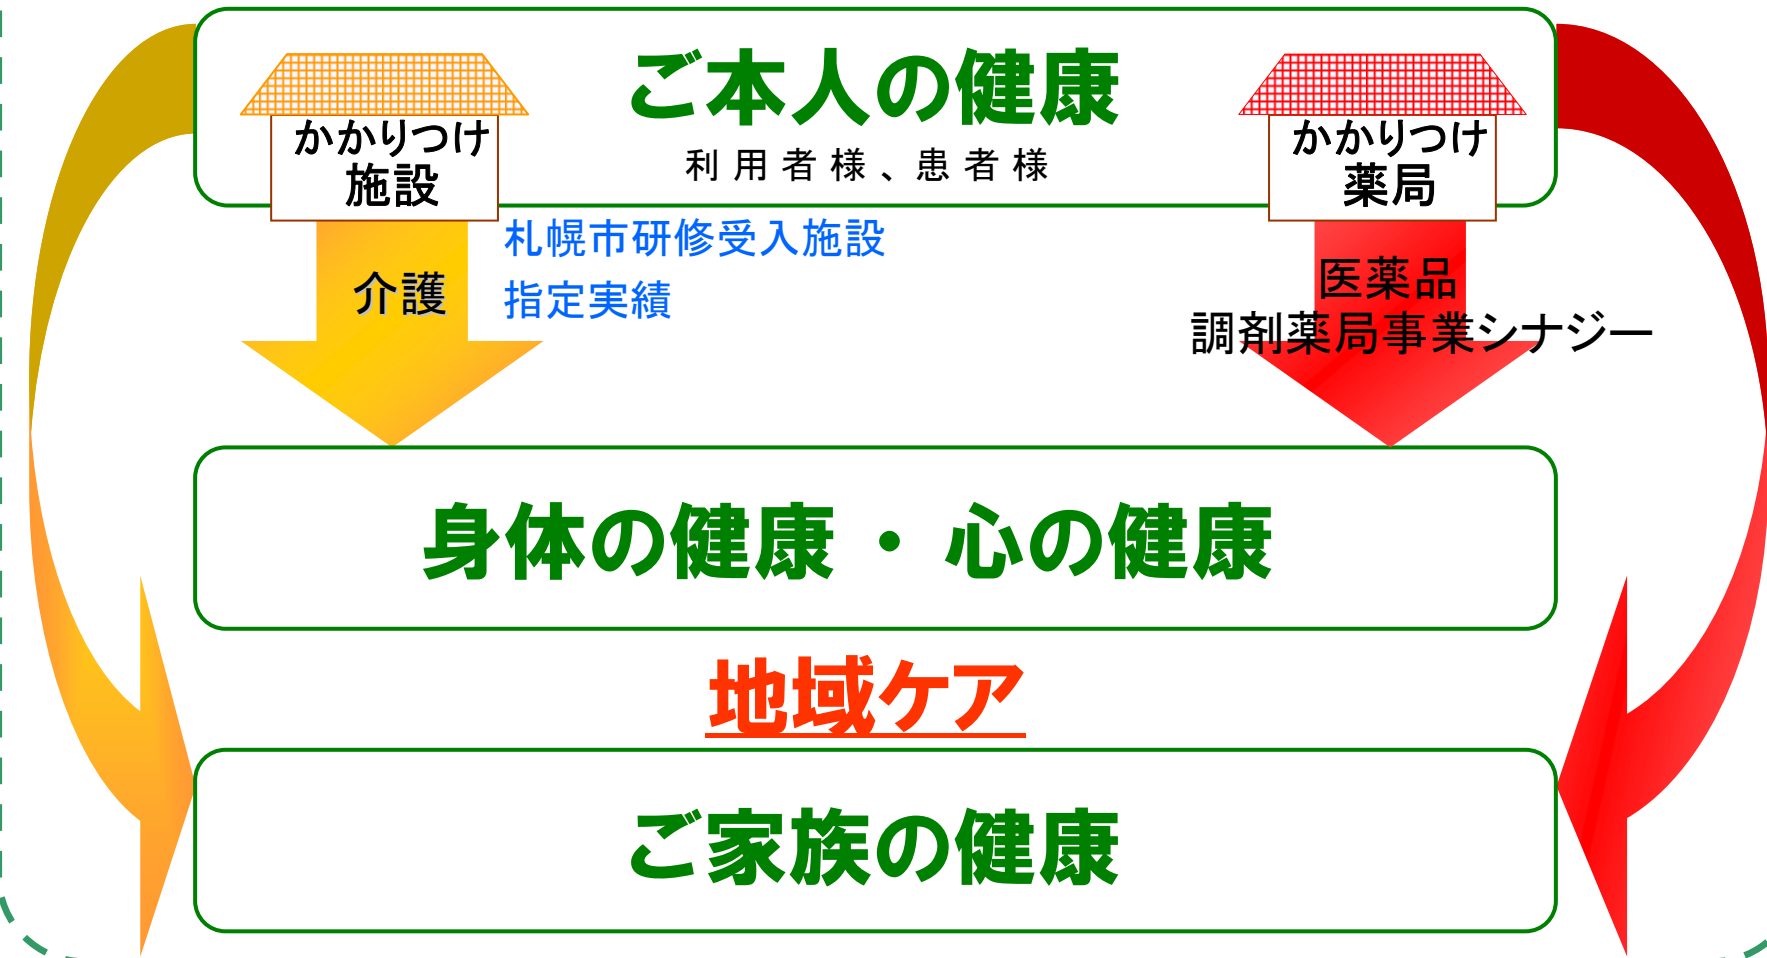 ご本人の健康
利用者様、患者様
かかりつけ
施設
かかりつけ
薬局
札幌市研修受入施設
指定実績
介護
医薬品
調剤薬局事業シナジー
身体の健康・心の健康
地域ケア
ご家族の健康